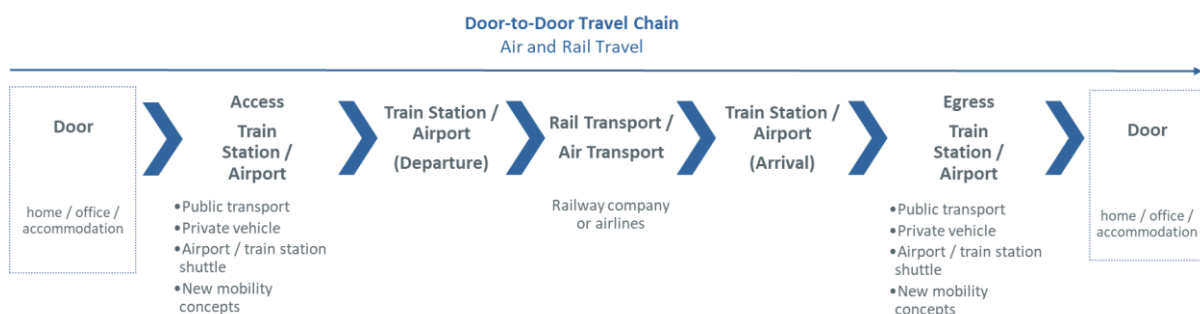 Door-to-Door Travel Chain
Air and Rail Travel
Door
home / office /
accommodation
Access
Train
Station /
Airport
•Public transport
•Private vehicle
•Airport / train station
shuttle
•New mobility
concepts
Train Station /
Airport
(Departure)
Rail Transport /
Air Transport
Railway company
or airlines
Train Station /
Airport
(Arrival)
Egress
Train
Station /
Airport
•Public transport
•Private vehicle
•Airport / train station
shuttle
•New mobility
concepts
Door
home / office /
accommodation